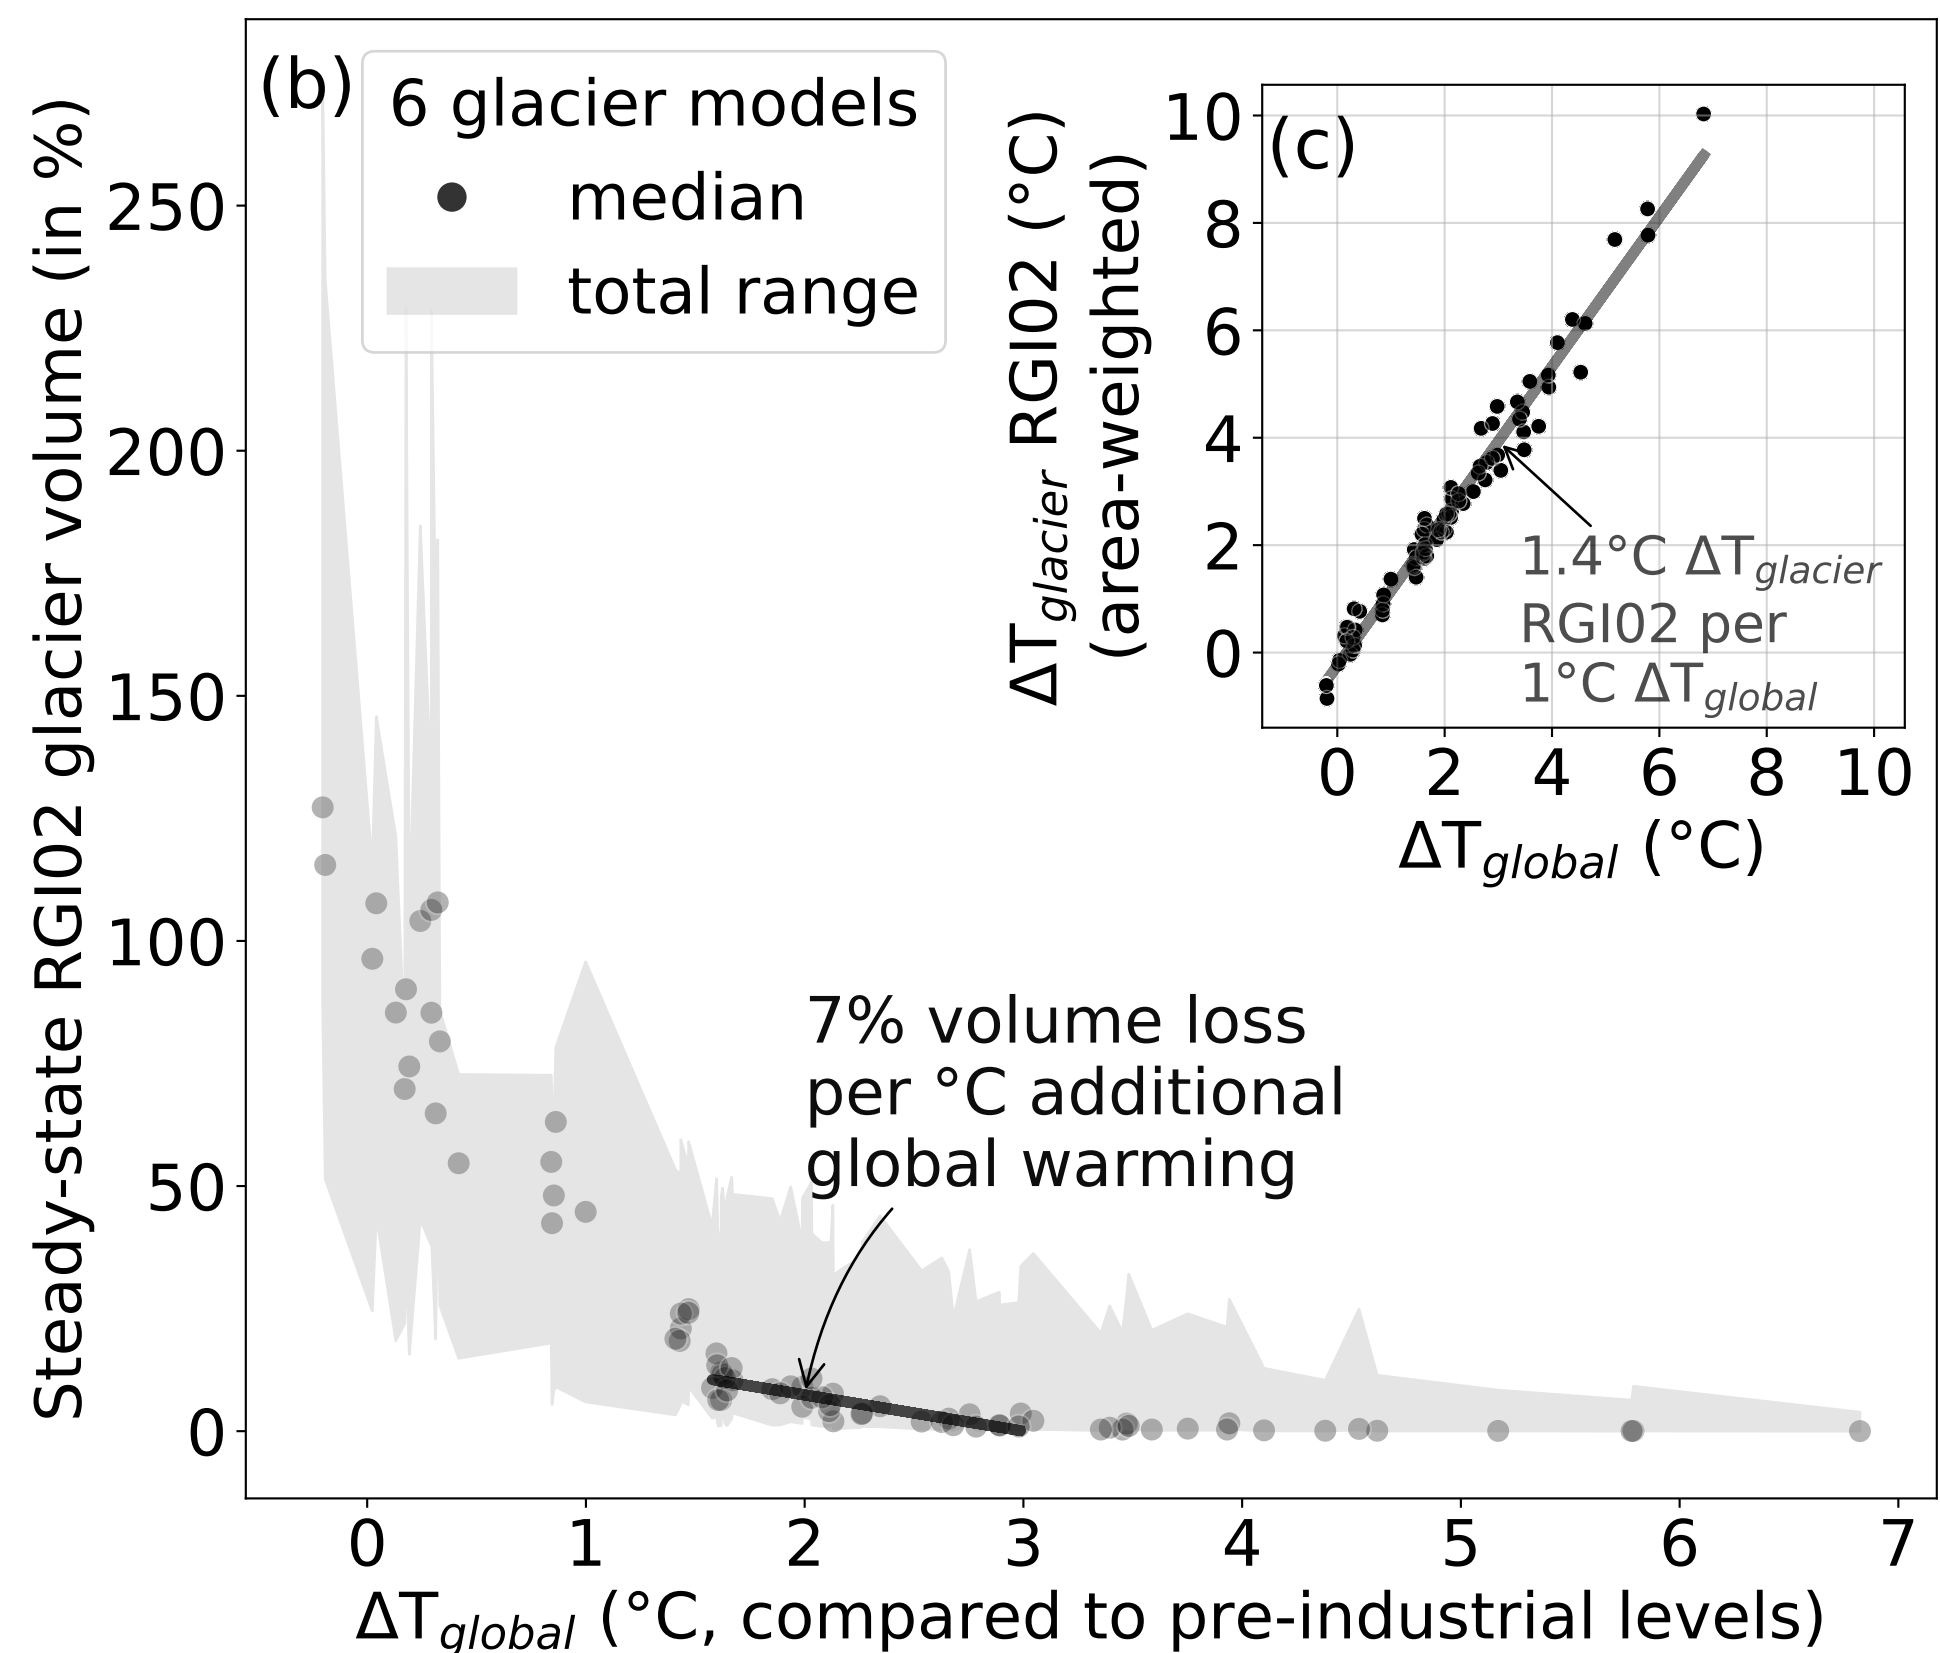 (b)
6 glacier models
median
total range
Steady-state RGI02 glacier volume (in %)
250
200
150
100
50
0
7% volume loss
per °C additional
global warming
0 1 2 3 4 5 6 7
ΔTglobal (°C, compared to pre-industrial levels)
(c)
ΔTglacier RGI02 (°C)
(area-weighted)
10
8
6
4
2
0
1.4°C ΔTglacier
RGI02 per
1°C ΔTglobal
0 2 4 6 8 10
ΔTglobal (°C)